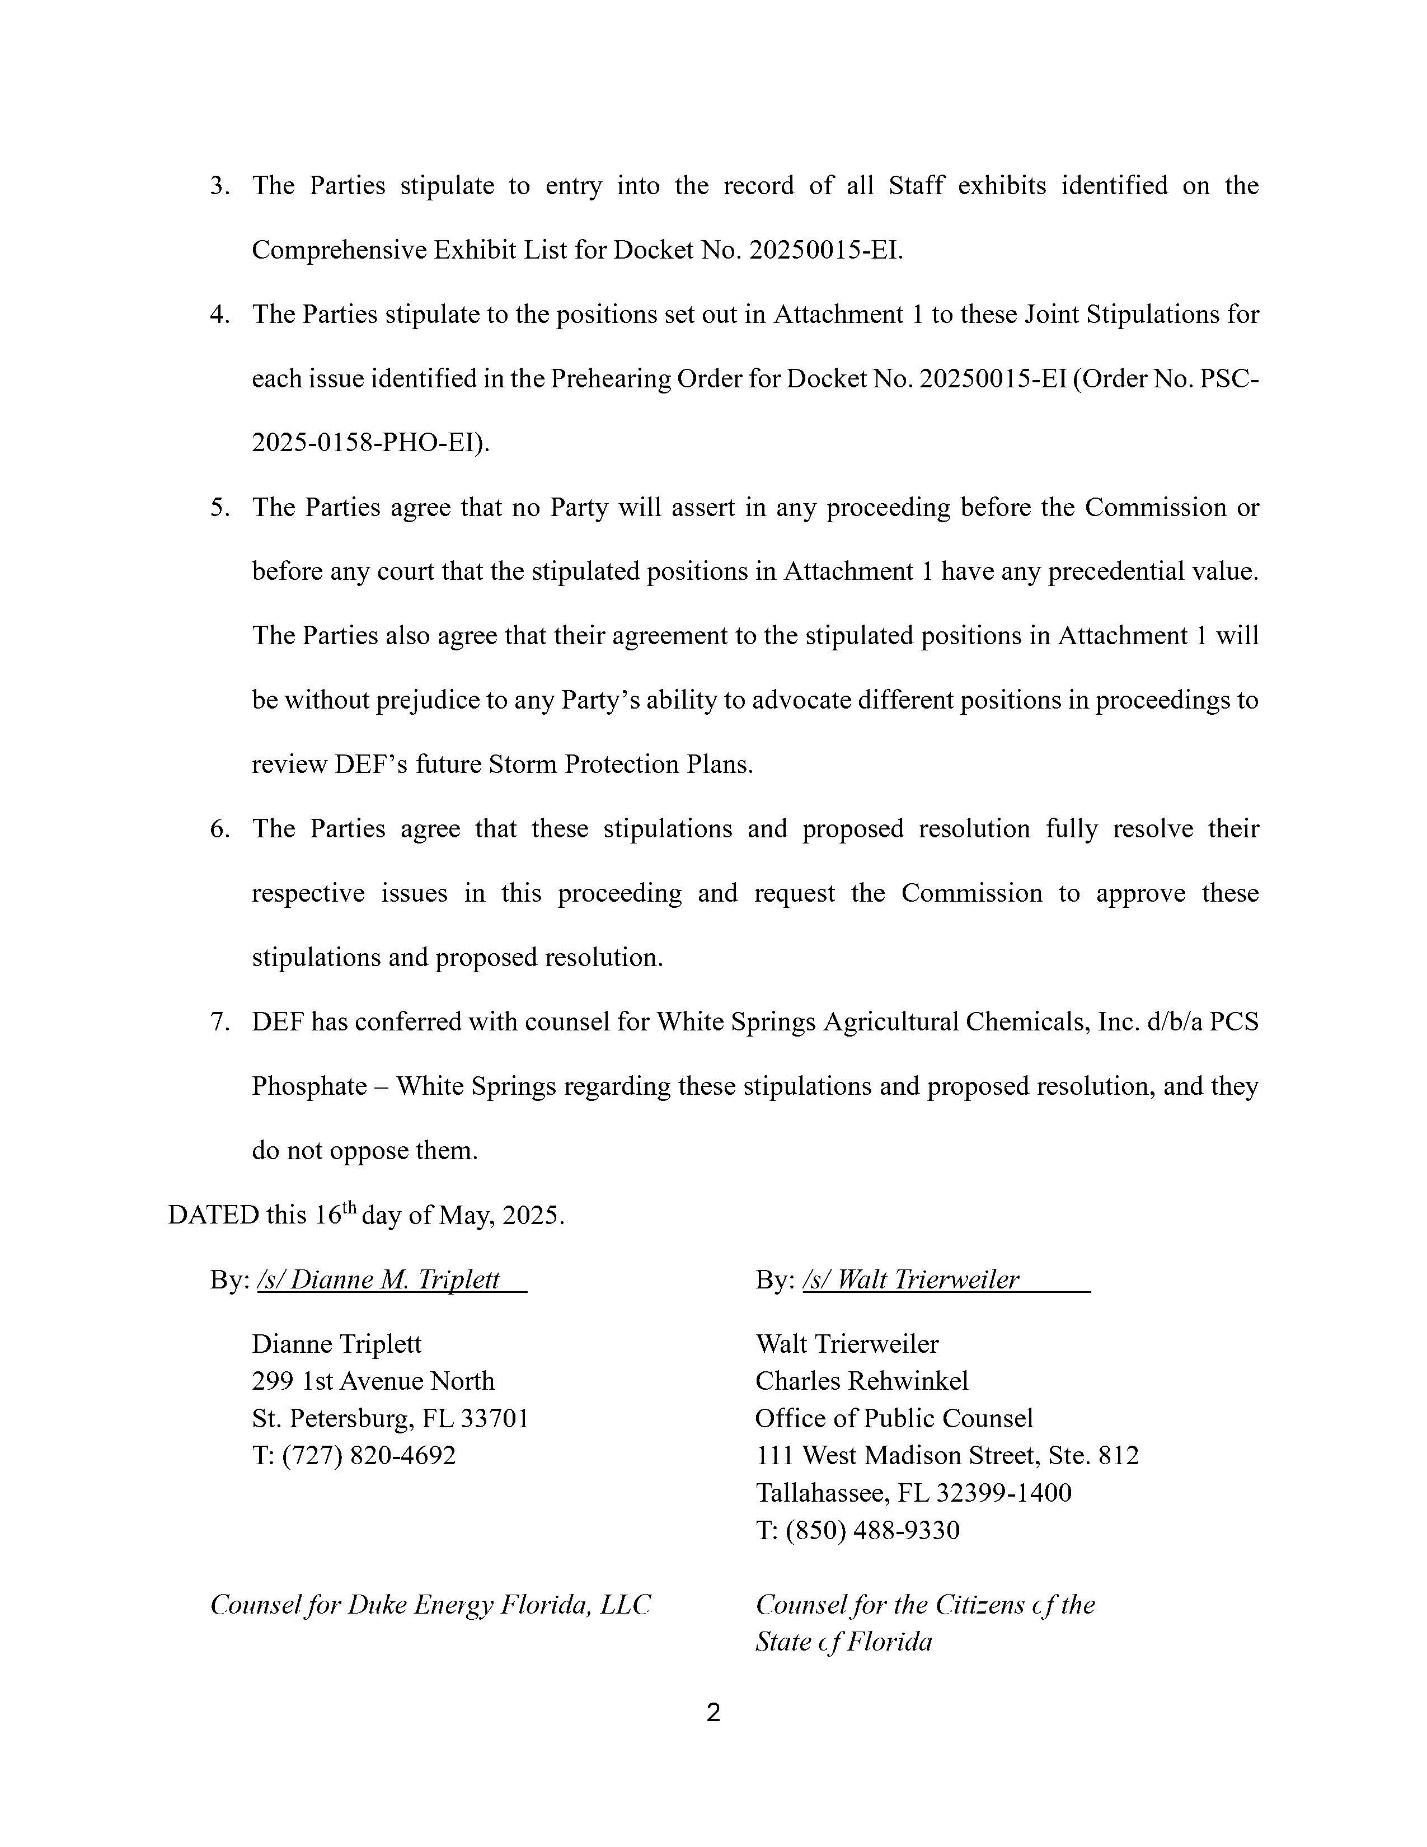 3. The Parties stipulate to entry into the record of all Staff exhibits identified on the
Comprehensive Exhibit List for Docket No. 20250015-EI.
4. The Parties stipulate to the positions set out in Attachment 1 to these Joint Stipulations for
each issue identified in the Prehearing Order for Docket No. 20250015-EI (Order No. PSC-
2025-0158-PHO-EI).
5. The Parties agree that no Party will assert in any proceeding before the Commission or
before any court that the stipulated positions in Attachment 1 have any precedential value.
The Parties also agree that their agreement to the stipulated positions in Attachment 1 will
be without prejudice to any Party’s ability to advocate different positions in proceedings to
review DEF’s future Storm Protection Plans.
6. The Parties agree that these stipulations and proposed resolution fully resolve their
respective issues in this proceeding and request the Commission to approve these
stipulations and proposed resolution.
7. DEF has conferred with counsel for White Springs Agricultural Chemicals, Inc. d/b/a PCS
Phosphate – White Springs regarding these stipulations and proposed resolution, and they
do not oppose them.
DATED this 16th day of May, 2025.
By: /s/ Dianne M. Triplett
Dianne Triplett
299 1st Avenue North
St. Petersburg, FL 33701
T: (727) 820-4692
Counsel for Duke Energy Florida, LLC
By: /s/ Walt Trierweiler
Walt Trierweiler
Charles Rehwinkel
Office of Public Counsel
111 West Madison Street, Ste. 812
Tallahassee, FL 32399-1400
T: (850) 488-9330
Counsel for the Citizens of the
State of Florida
2